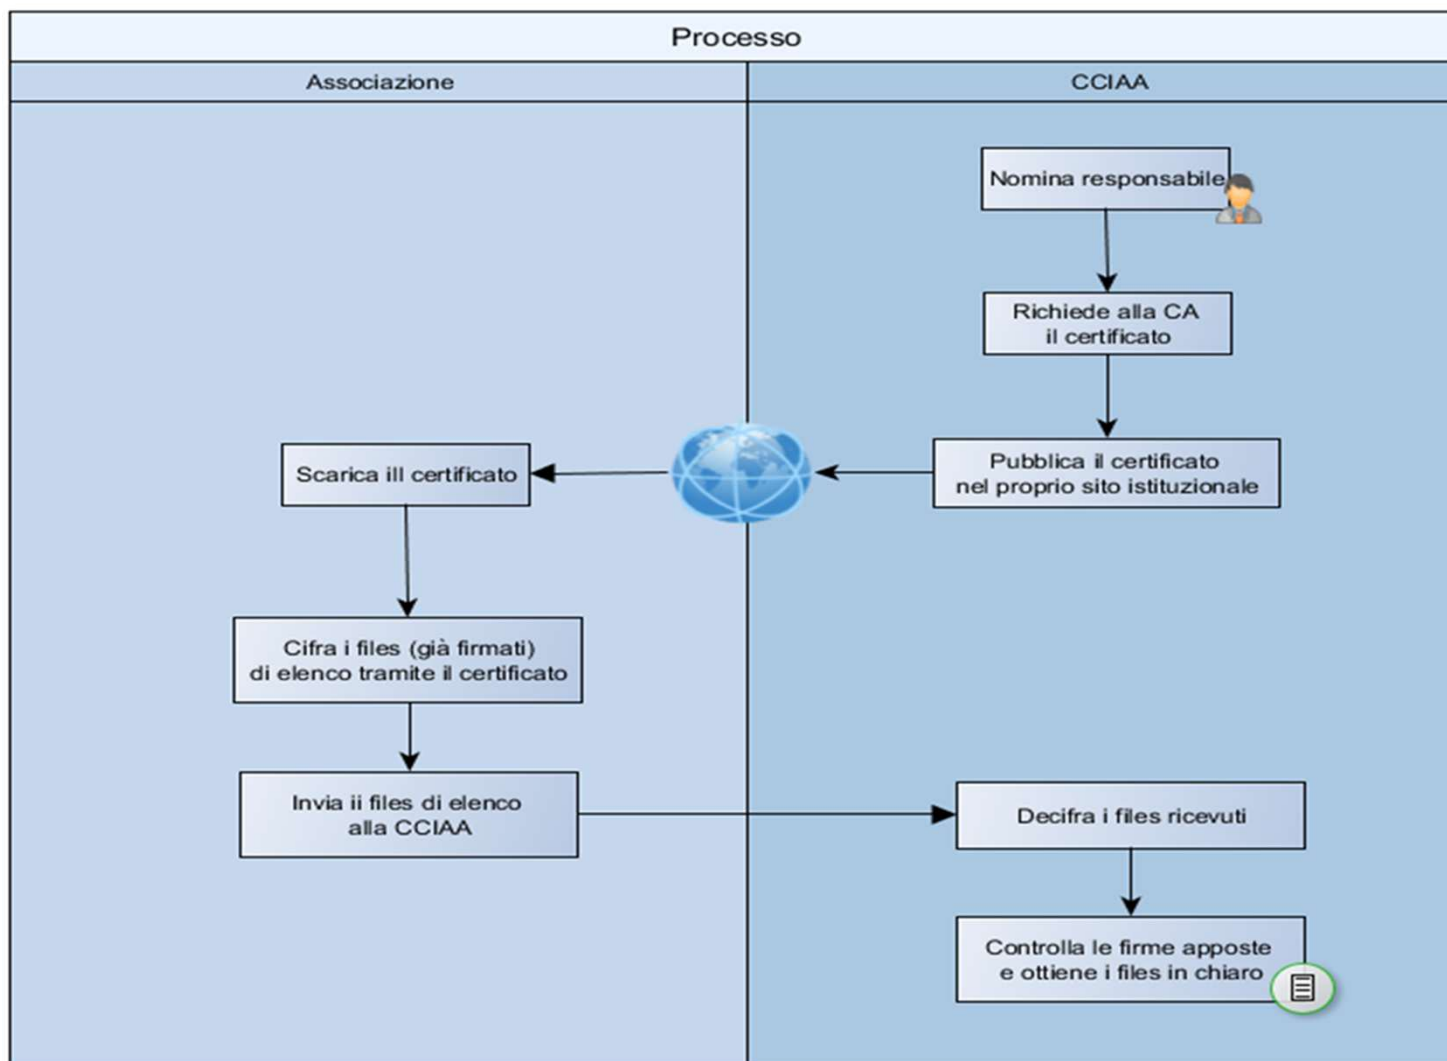 Processo
Associazione
CCIAA
Nomina responsabile
Richiede alla CA
il certificato
Pubblica il certificato
nel proprio sito istituzionale
Scarica ill certificato
Cifra i files (già firmati)
di elenco tramite il certificato
Invia ii files di elenco
alla CCIAA
Decifra i files ricevuti
Controlla le firme apposte
e ottiene i files in chiaro